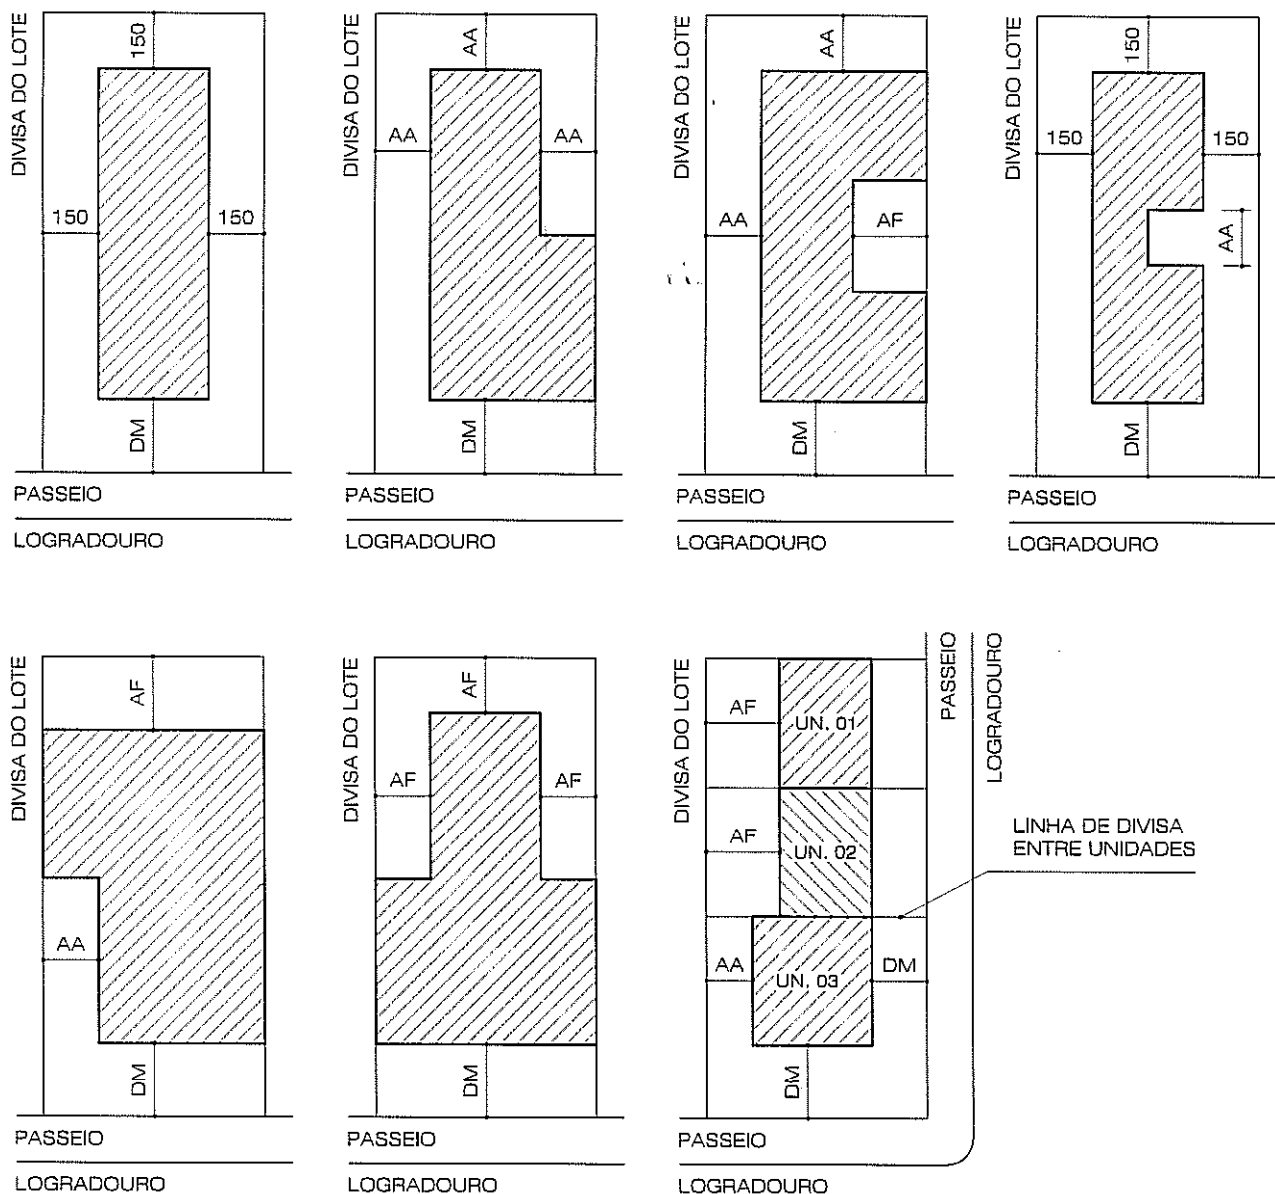 DIVISA DO LOTE
150
150
150
DM
PASSEIO
LOGRADOURO
DIVISA DO LOTE
AA
AA
AA
DM
PASSEIO
LOGRADOURO
DIVISA DO LOTE
AA
AA
AF
DM
PASSEIO
LOGRADOURO
DIVISA DO LOTE
150
150
150
AA
DM
PASSEIO
LOGRADOURO
DIVISA DO LOTE
AF
AA
DM
PASSEIO
LOGRADOURO
DIVISA DO LOTE
AF
AF
AF
DM
PASSEIO
LOGRADOURO
DIVISA DO LOTE
AF
UN. 01
AF
UN. 02
AA
UN. 03
DM
DM
PASSEIO
LOGRADOURO
LINHA DE DIVISA
ENTRE UNIDADES
PASSEIO
LOGRADOURO